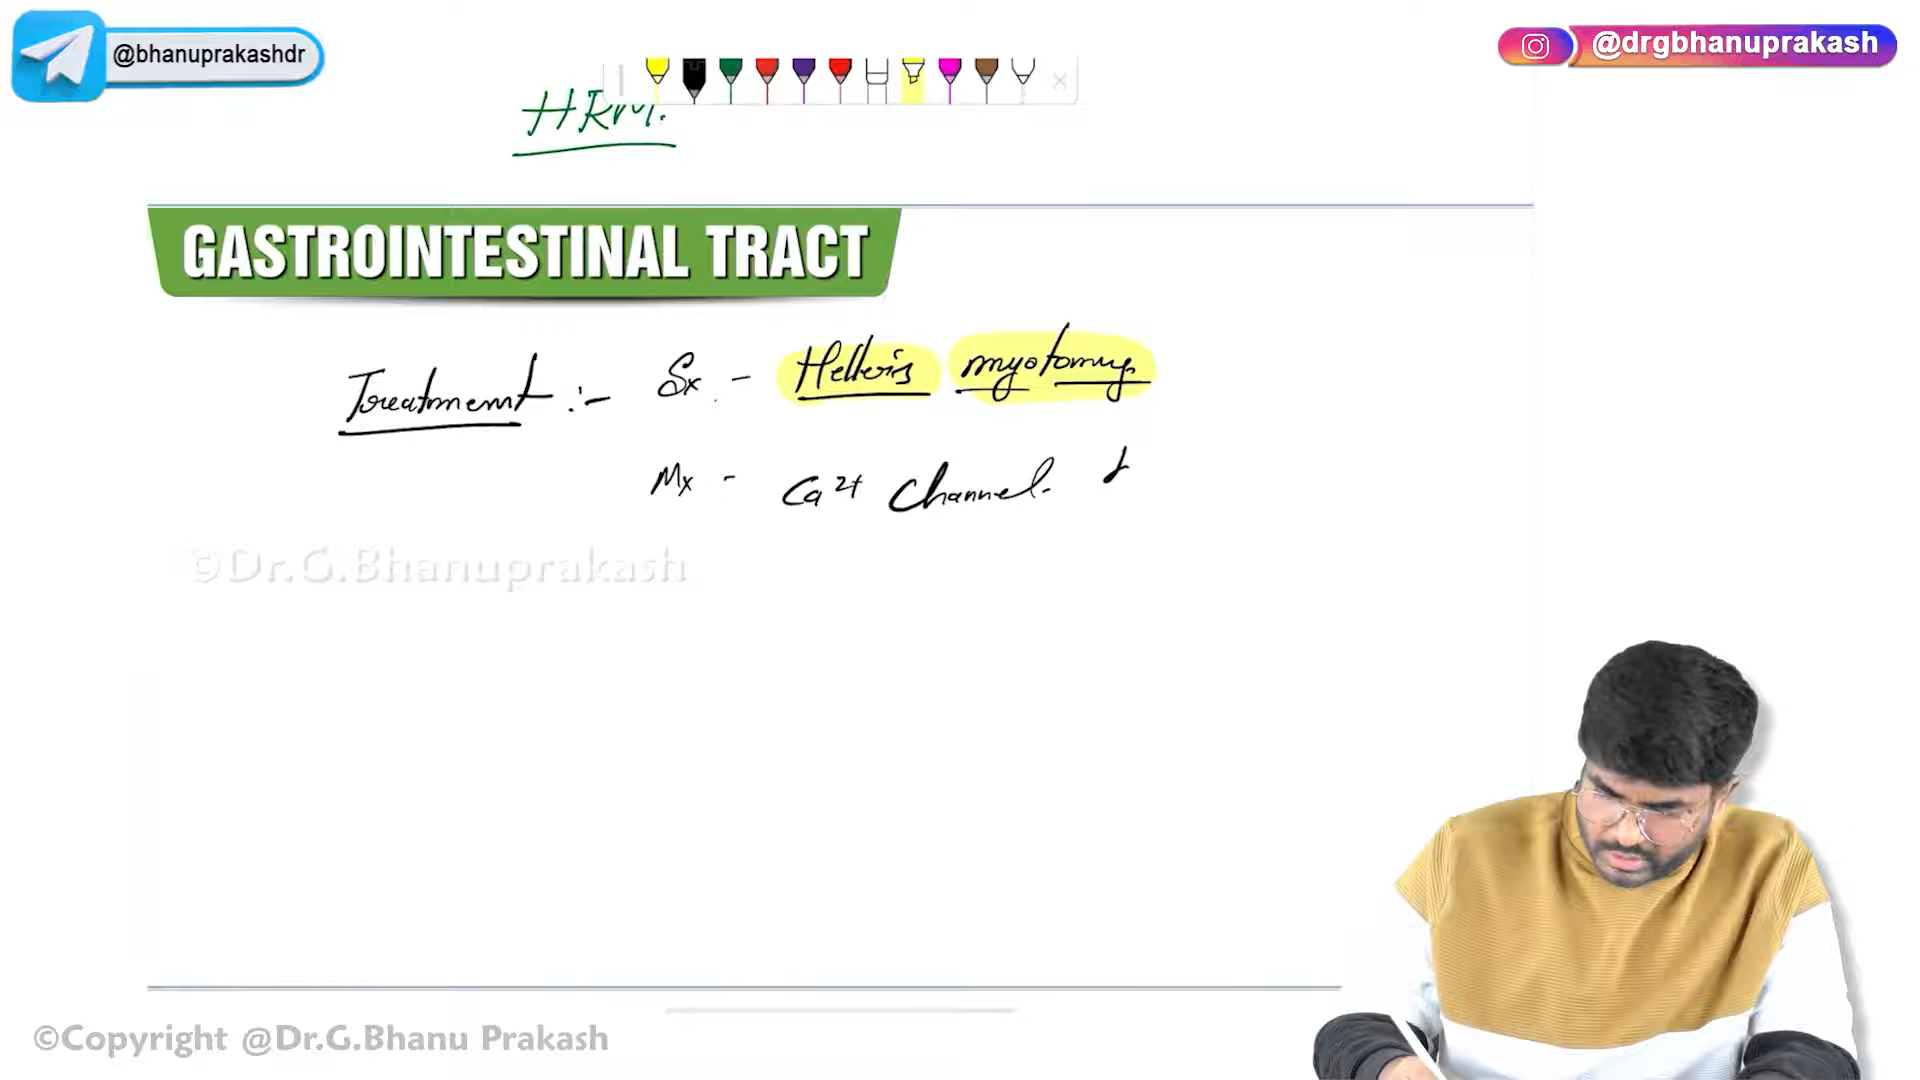 @bhanuprakashdr
@drgbhanuprakash
HRM.
GASTROINTESTINAL TRACT
Treatment :- Sx - Heller's myotomy
Mx - Ca2+ Channel.
©Dr.G.Bhanuprakash
©Copyright @Dr.G.Bhanu Prakash